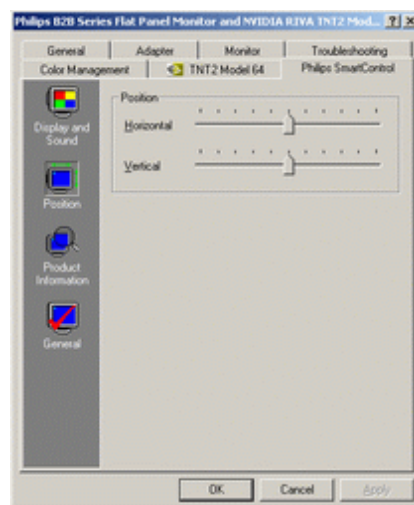 Philips B2B Series Flat Panel Monitor and NVIDIA RIVA TNT2 Mod...
General Adapter Monitor Troubleshooting
Color Management TNT2 Model 64 Philips SmartControl
Display and
Sound
Position
Product
Information
General
Position
Horizontal
Vertical
OK Cancel Apply